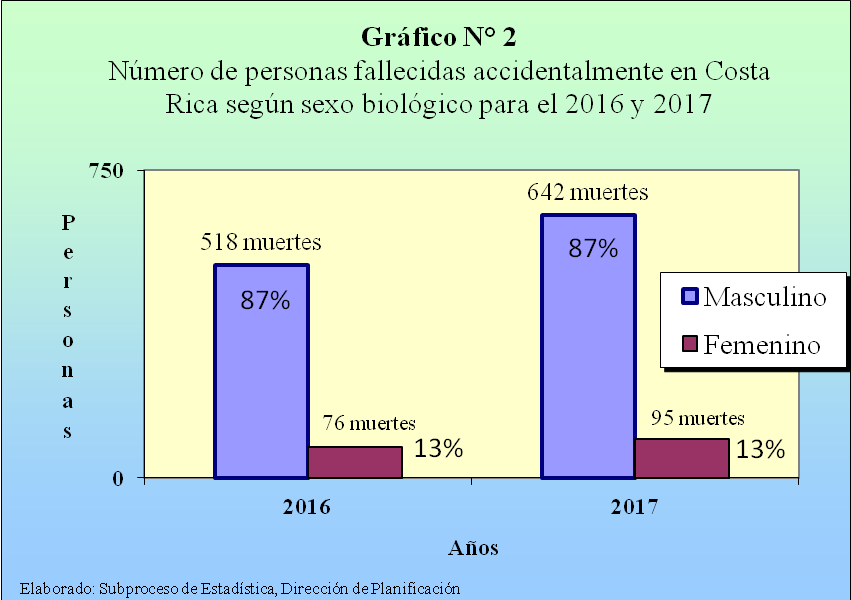 Gráfico N° 2
Número de personas fallecidas accidentalmente en Costa
Rica según sexo biológico para el 2016 y 2017
750
642 muertes
518 muertes
87%
87%
Personas
Masculino
Femenino
76 muertes
13%
95 muertes
13%
0
2016
2017
Años
Elaborado: Subproceso de Estadística, Dirección de Planificación